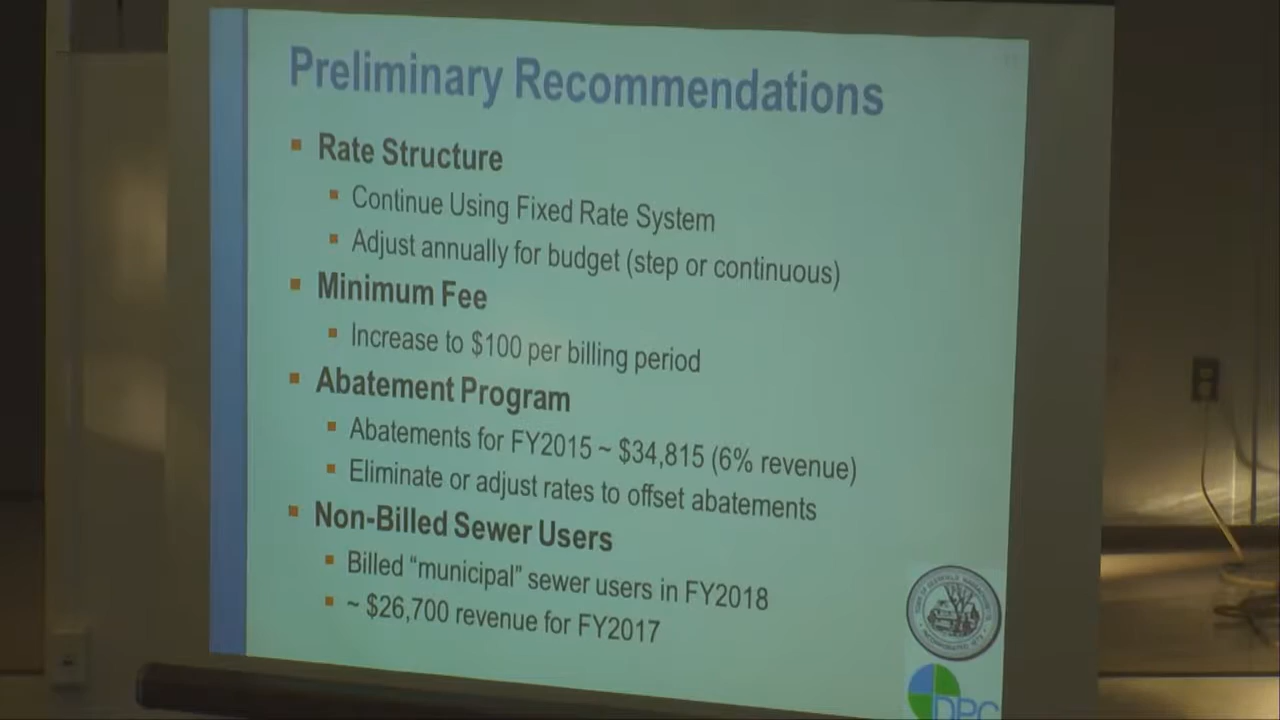 Preliminary Recommendations
Rate Structure
Continue Using Fixed Rate System
Adjust annually for budget (step or continuous)
Minimum Fee
Increase to $100 per billing period
Abatement Program
Abatements for FY2015 ~ $34,815 (6% revenue)
Eliminate or adjust rates to offset abatements
Non-Billed Sewer Users
Billed “municipal” sewer users in FY2018
~ $26,700 revenue for FY2017
DPC